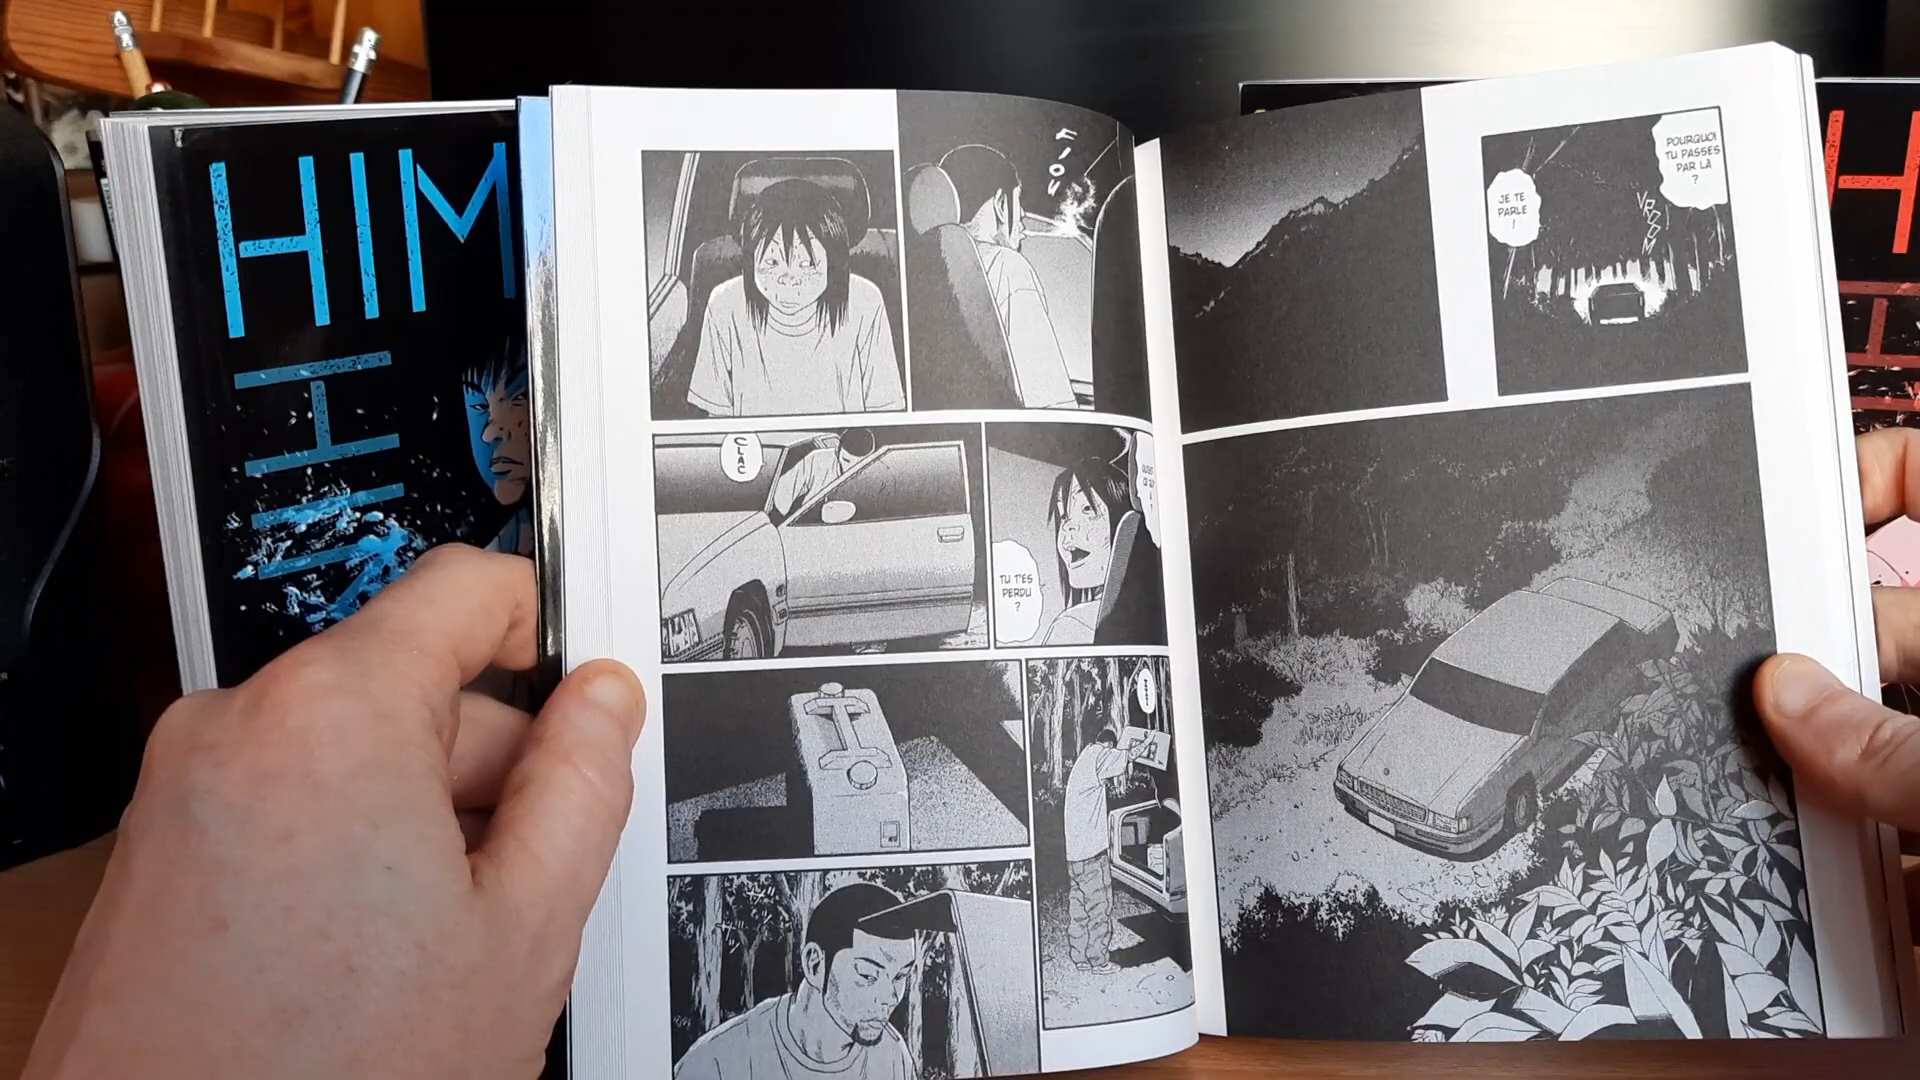 HIM
FIOU
POURQUOI
TU PASSES
PAR LÀ
?
JE TE
PARLE
!
VROOM
CLAC
TU T'ES
PERDU
?
H